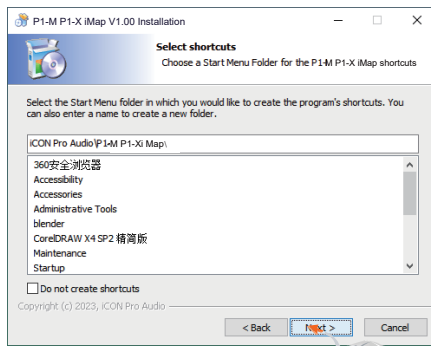 P1-M P1-X iMap V1.00 Installation
Select shortcuts
Choose a Start Menu Folder for the P1-M P1-X iMap shortcuts
Select the Start Menu folder in which you would like to create the program's shortcuts. You
can also enter a name to create a new folder.
iCON Pro Audio\P1-M P1-Xi Map\
360安全浏览器
Accessibility
Accessories
Administrative Tools
blender
CorelDRAW X4 SP2 精简版
Maintenance
Startup
Do not create shortcuts
Copyright (c) 2023, iCON Pro Audio
< Back
Next >
Cancel